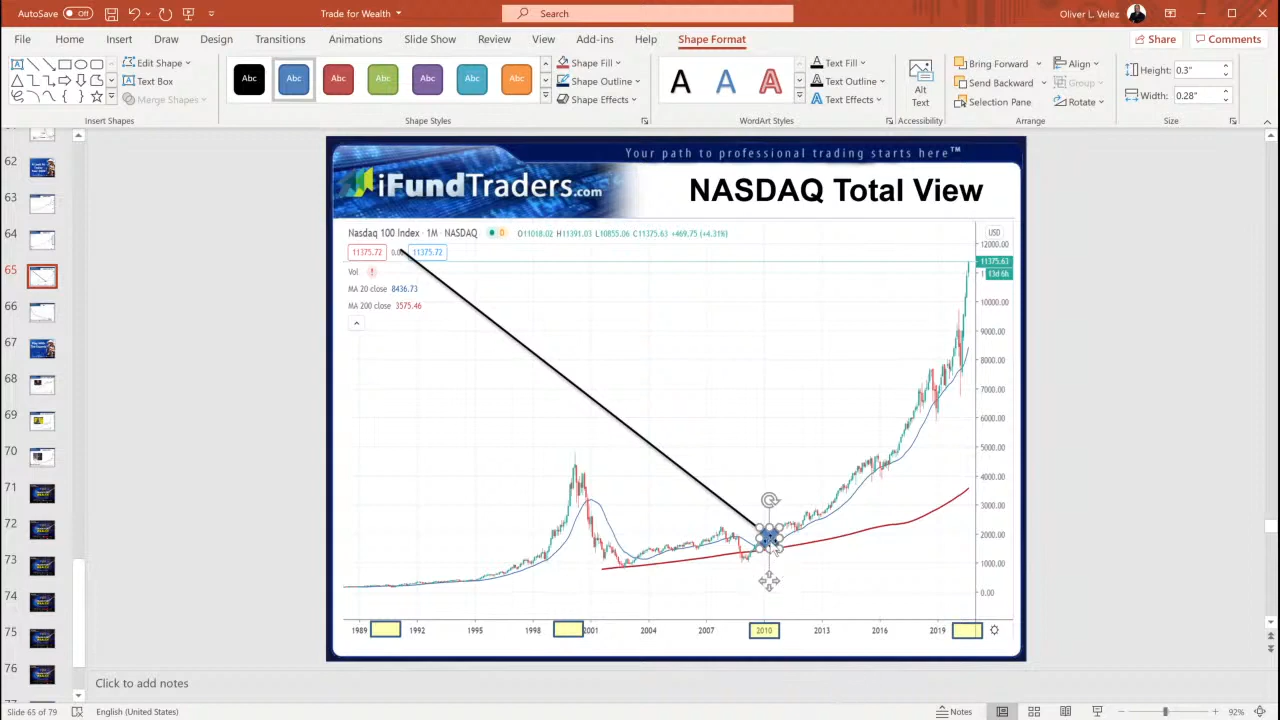 AutoSave Off Trade for Wealth Search Oliver L. Velez
File Home Insert Draw Design Transitions Animations Slide Show Review View Add-ins Help Shape Format Share Comments
Edit Shape Text Box Merge Shapes
Insert Shapes
Abc Abc Abc Abc Abc Abc Abc
Shape Fill Shape Outline Shape Effects
Shape Styles
A A A
Text Fill Text Outline Text Effects
WordArt Styles
Alt Text
Accessibility
Bring Forward Send Backward Selection Pane Align Group Rotate
Arrange
Height: 0.3"
Width: 0.28"
Size
62
63
64
65
66
67
68
69
70
71
72
73
74
75
76
Your path to professional trading starts here™
iFundTraders.com
NASDAQ Total View
Nasdaq 100 Index · 1M · NASDAQ 0 O11018.02 H11391.03 L10855.06 C11375.63 +469.75 (+4.31%)
11375.72 11375.72
Vol !
MA 20 close 8436.73
MA 200 close 3575.46
USD
12000.00
11375.63
13d 6h
10000.00
9000.00
8000.00
7000.00
6000.00
5000.00
4000.00
3000.00
2000.00
1000.00
0.00
1989 1992 1995 1998 2001 2004 2007 2010 2013 2016 2019
Click to add notes
Slide 65 of 79 English (United States) Notes 92%